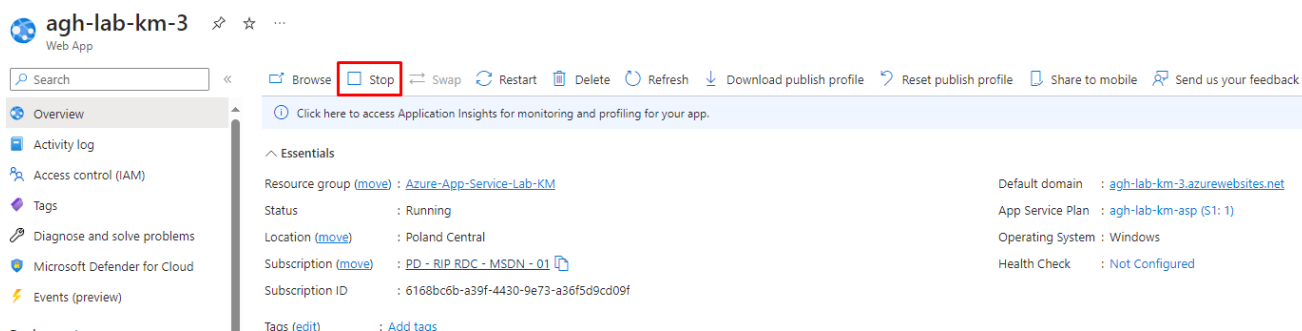 agh-lab-km-3
Web App
Search
Browse Stop Swap Restart Delete Refresh Download publish profile Reset publish profile Share to mobile Send us your feedback
Overview
Click here to access Application Insights for monitoring and profiling for your app.
Activity log
Essentials
Access control (IAM)
Resource group (move) : Azure-App-Service-Lab-KM
Default domain : agh-lab-km-3.azurewebsites.net
Tags
Status : Running
App Service Plan : agh-lab-km-asp (S1: 1)
Diagnose and solve problems
Location (move) : Poland Central
Operating System : Windows
Microsoft Defender for Cloud
Subscription (move) : PD - RIP RDC - MSDN - 01
Health Check : Not Configured
Events (preview)
Subscription ID : 6168bc6b-a39f-4430-9e73-a36f5d9cd09f
Tags (edit) : Add tags